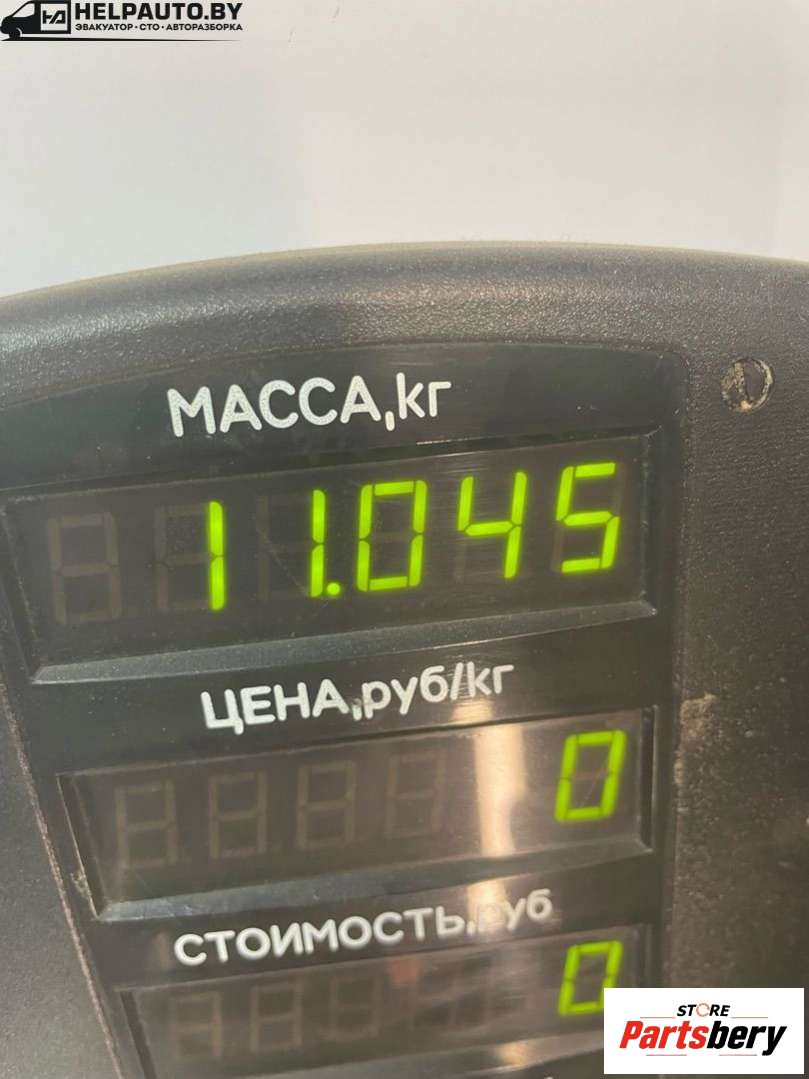 HELPAUTO.BY
ЭВАКУАТОР•СТО•АВТОРАЗБОРКА
МАССА,кг
11.045
ЦЕНА,руб/кг
0
СТОИМОСТЬ,руб
0
STORE
Partsbery